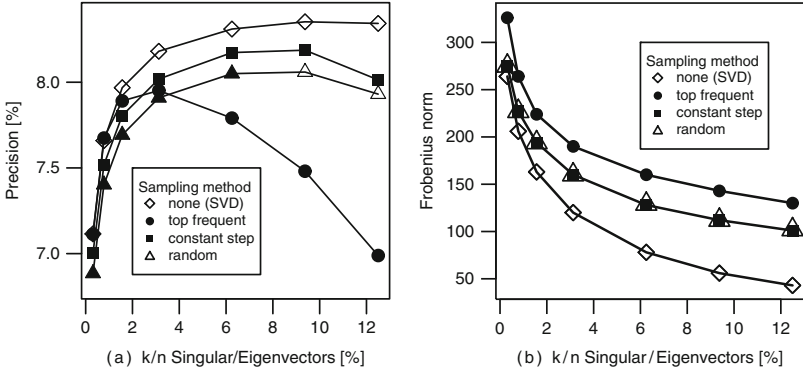 Precision [%]
8.0
7.5
7.0
Sampling method
none (SVD)
top frequent
constant step
random
0 2 4 6 8 10 12
(a) k/n Singular/Eigenvectors [%]
Frobenius norm
300
250
200
150
100
50
Sampling method
none (SVD)
top frequent
constant step
random
0 2 4 6 8 10 12
(b) k/n Singular/Eigenvectors [%]